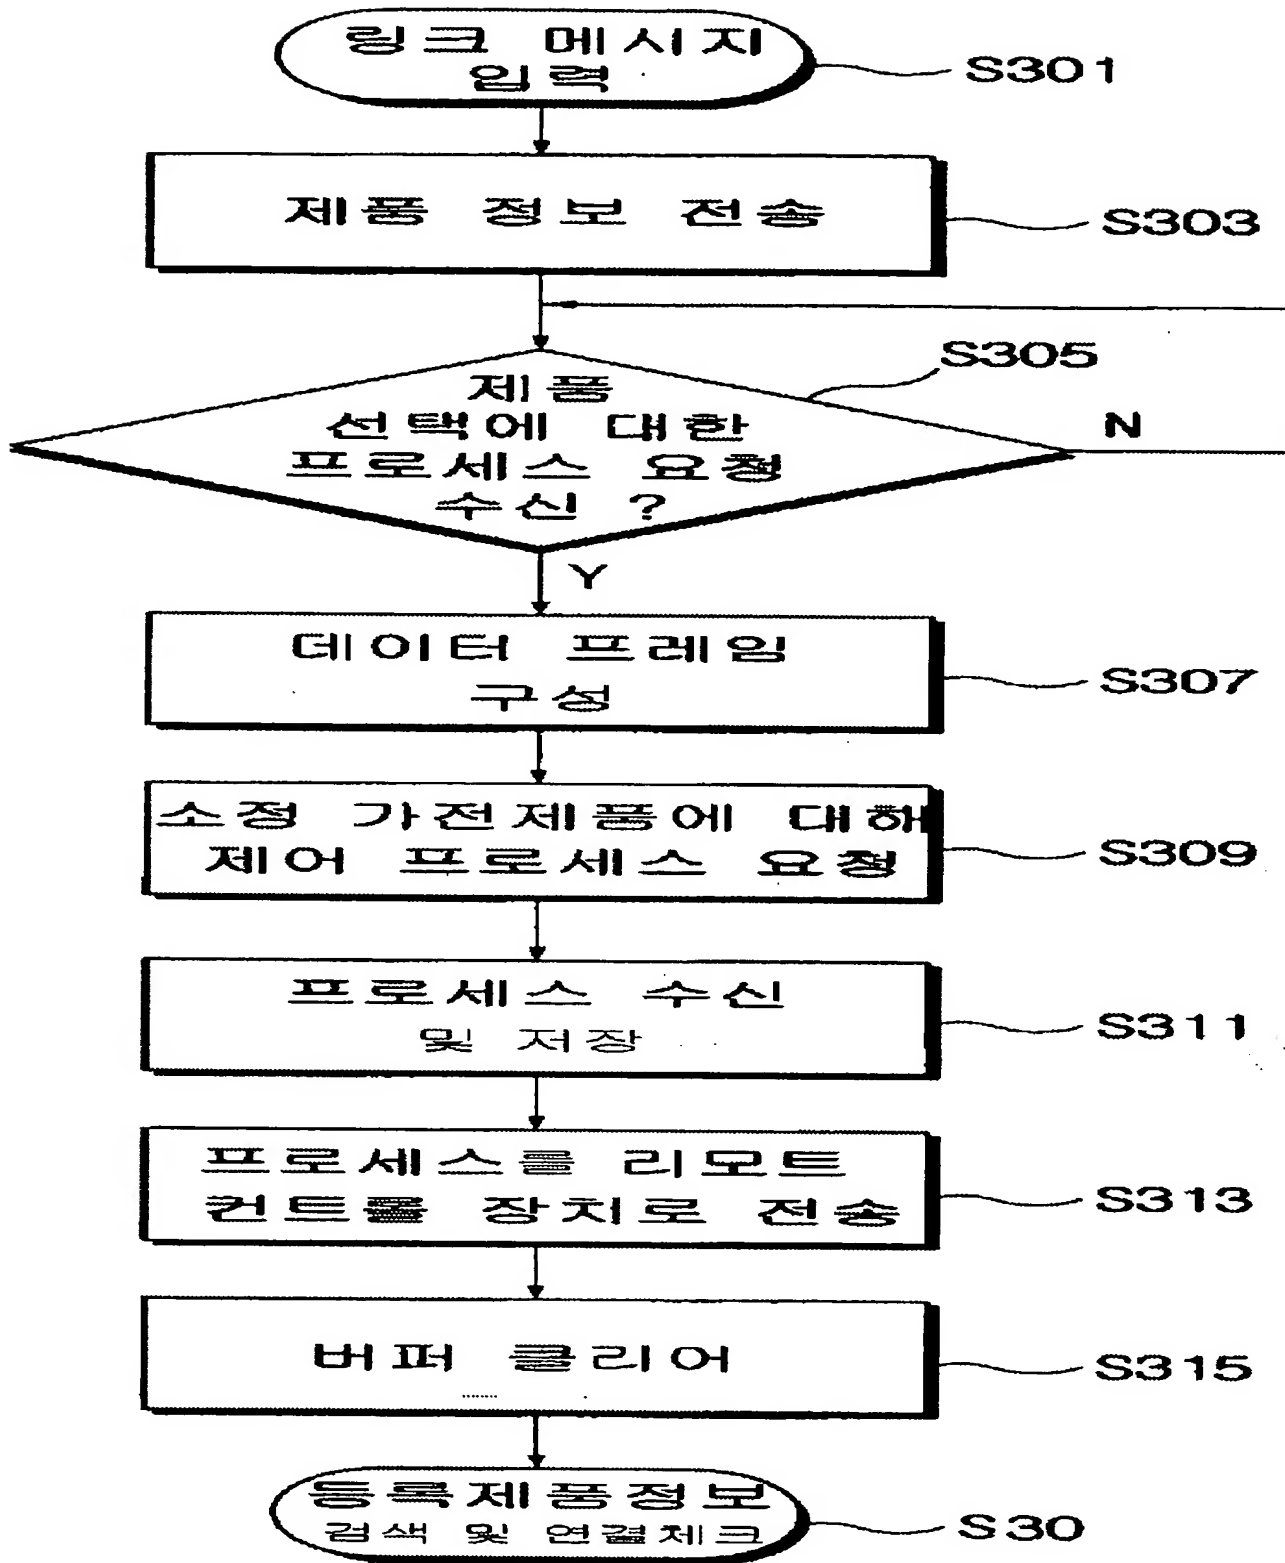 링크 메시지
입력
S301
제품 정보 전송
S303
S305
제품
선택에 대한
프로세스 요청
수신 ?
N
Y
데이터 프레임
구성
S307
소정 가전제품에 대해
제어 프로세스 요청
S309
프로세스 수신
및 저장
S311
프로세스를 리모트
컨트롤 장치로 전송
S313
버퍼 클리어
S315
등록제품정보
검색 및 연결체크
S30